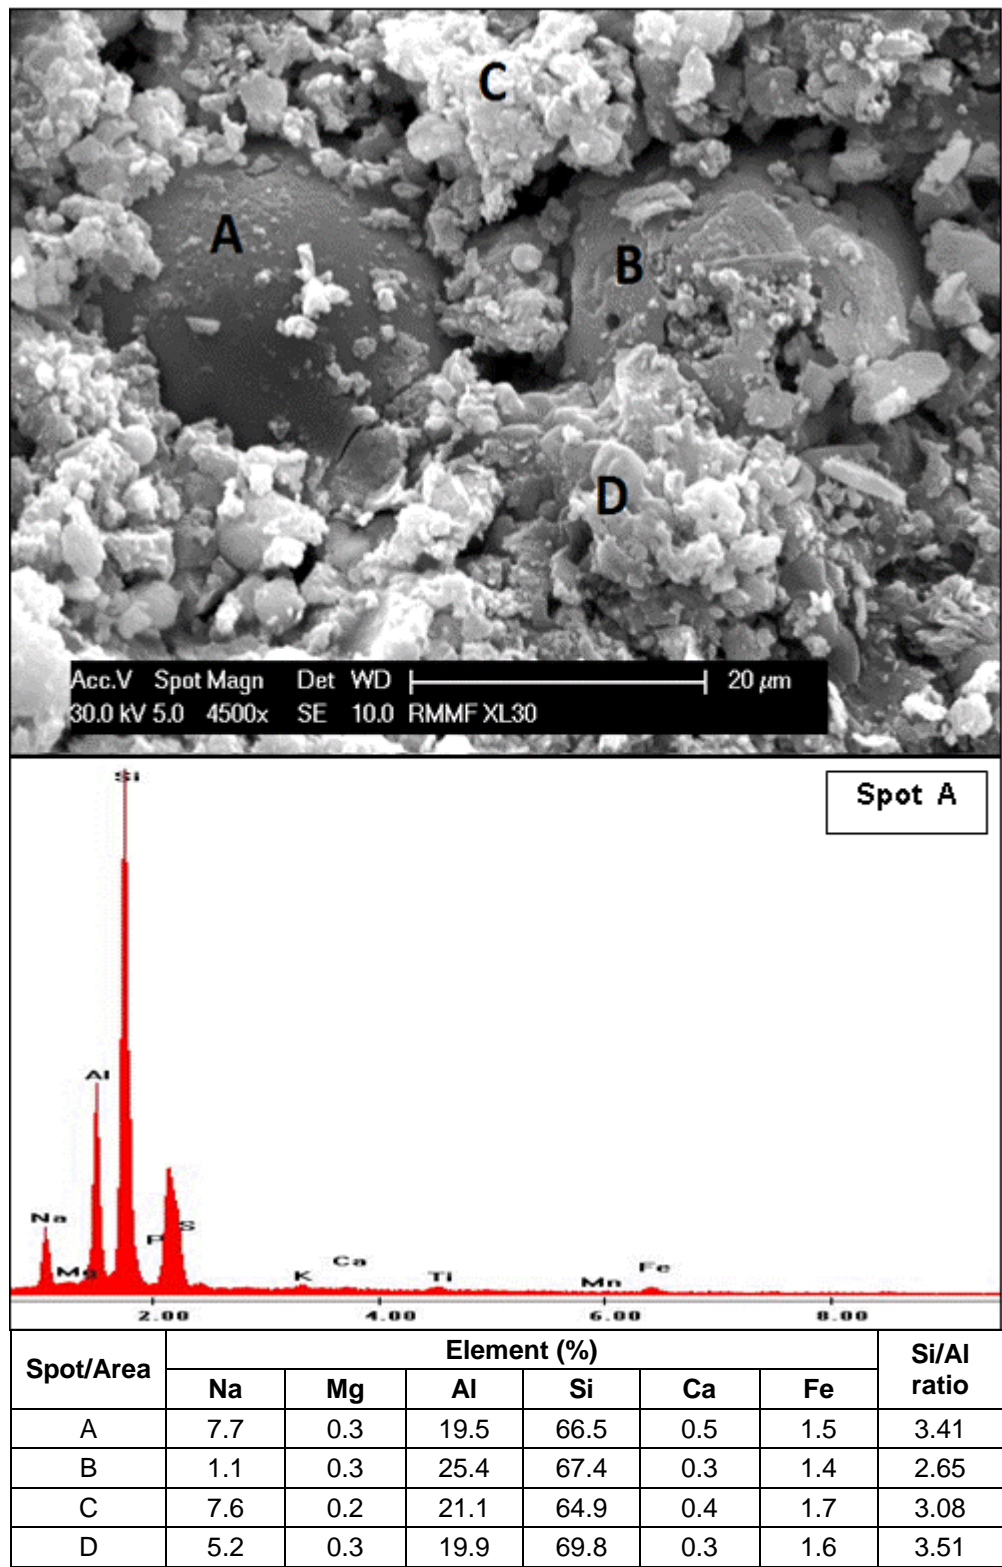 C
A
B
D
Acc.V Spot Magn Det WD 20 µm
30.0 kV 5.0 4500x SE 10.0 RMMF XL30
Spot A
Si
Al
Na
Mg
P
S
K
Ca
Ti
Mn
Fe
2.00 4.00 6.00 8.00
Spot/Area Element (%) Si/Al ratio
Na Mg Al Si Ca Fe
A 7.7 0.3 19.5 66.5 0.5 1.5 3.41
B 1.1 0.3 25.4 67.4 0.3 1.4 2.65
C 7.6 0.2 21.1 64.9 0.4 1.7 3.08
D 5.2 0.3 19.9 69.8 0.3 1.6 3.51